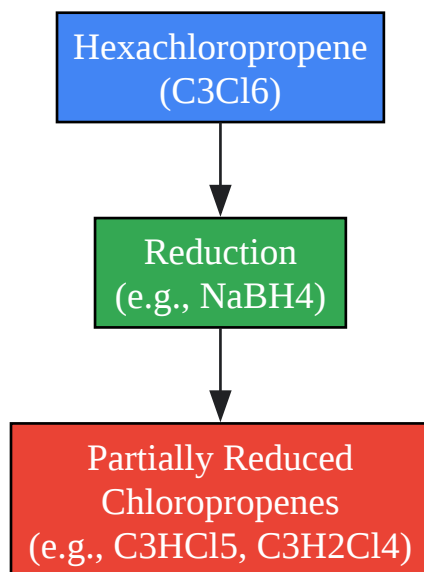 Hexachloropropene
(C3Cl6)
Reduction
(e.g., NaBH4)
Partially Reduced
Chloropropenes
(e.g., C3HCl5, C3H2Cl4)